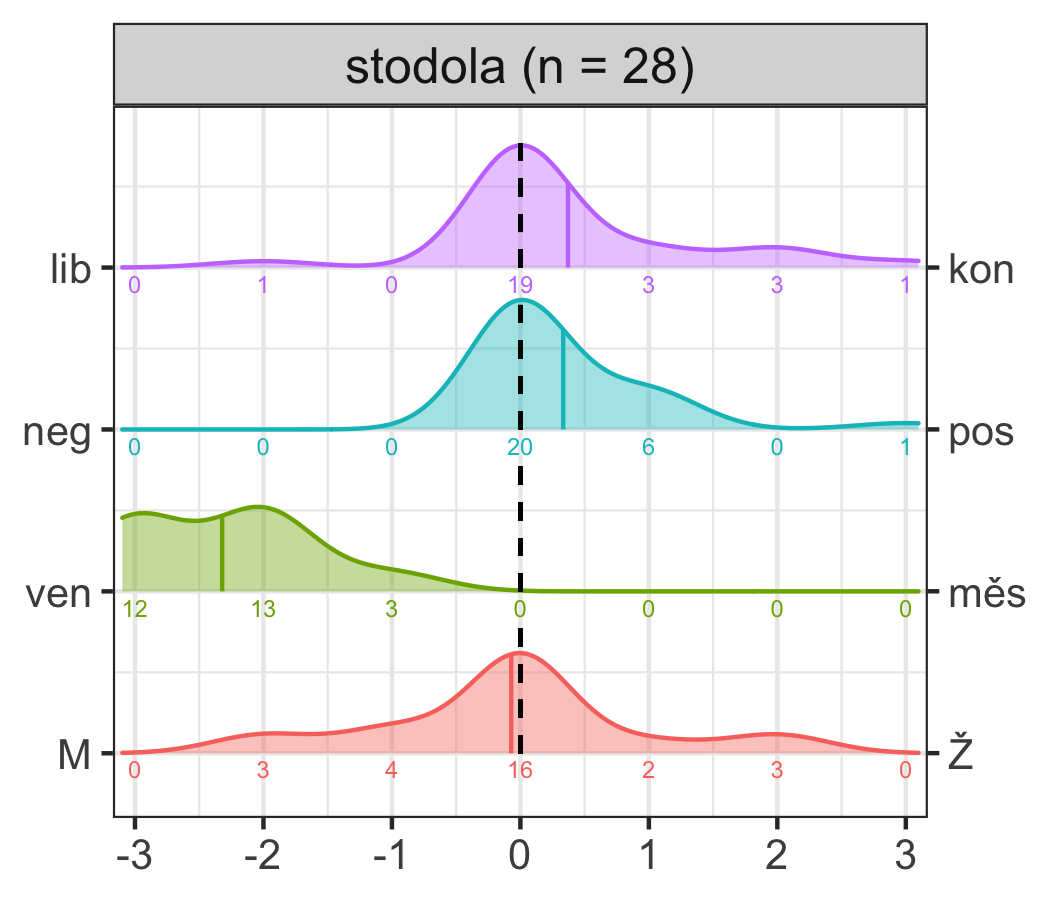 stodola (n = 28)
lib kon
0 1 0 19 3 3 1
neg pos
0 0 0 20 6 0 1
ven měs
12 13 3 0 0 0 0
M Ž
0 3 4 16 2 3 0
-3 -2 -1 0 1 2 3